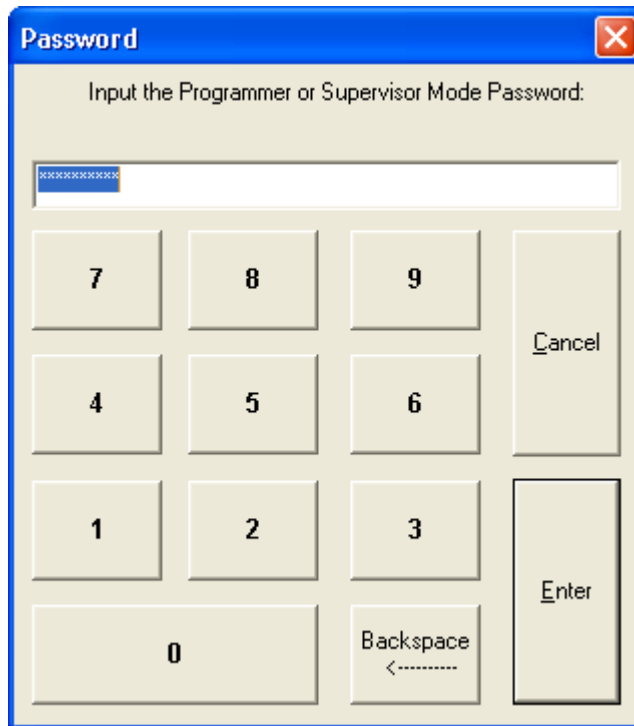 Password
Input the Programmer or Supervisor Mode Password:
xxxxxxxxxx
7 8 9
Cancel
4 5 6
1 2 3
Enter
0 Backspace
<----------